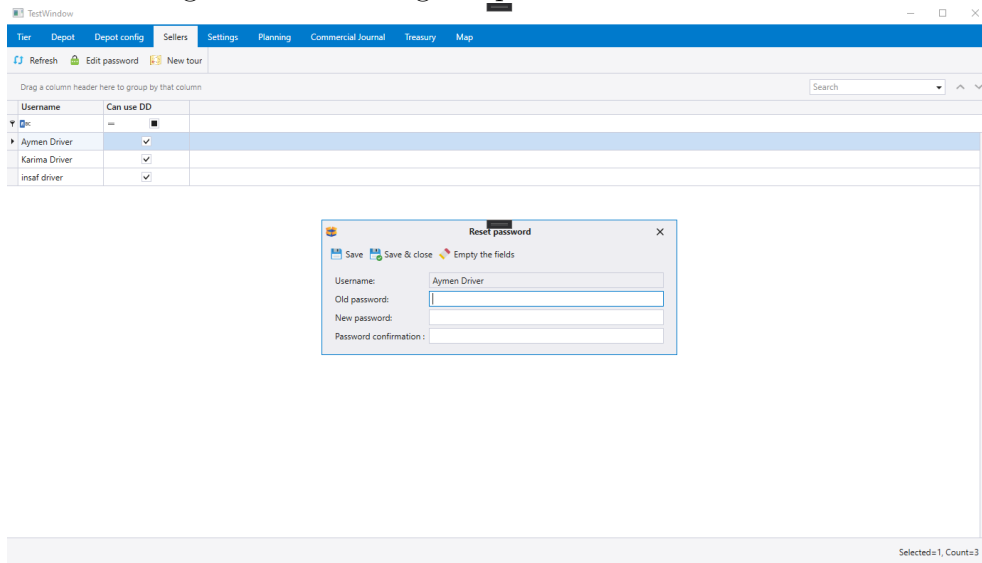 TestWindow
Tier Depot Depot config Sellers Settings Planning Commercial Journal Treasury Map
Refresh Edit password New tour
Drag a column header here to group by that column
Search
Username Can use DD
=
Aymen Driver
Karima Driver
insaf driver
Reset password
Save Save & close Empty the fields
Username: Aymen Driver
Old password:
New password:
Password confirmation :
Selected=1, Count=3